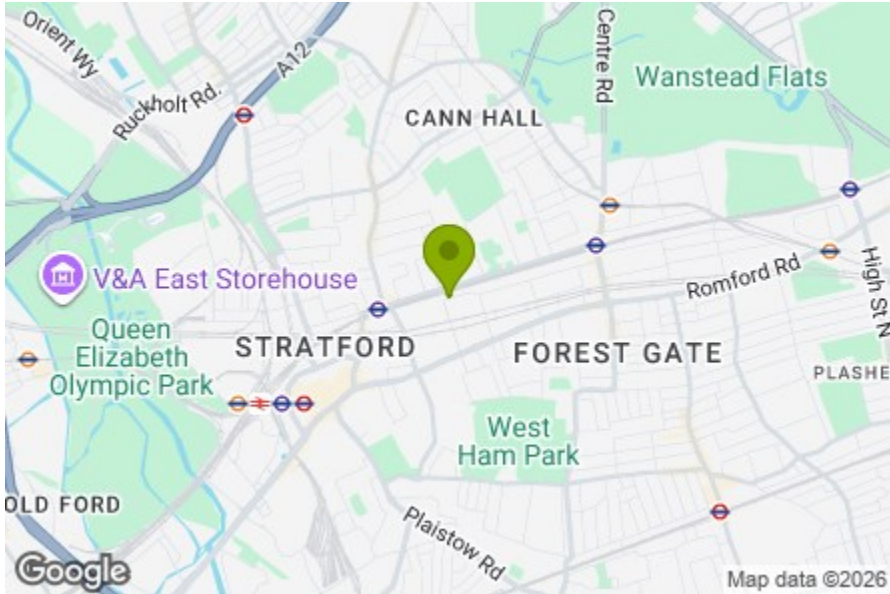 Orient Wy
A12
Ruckholt Rd.
Centre Rd
Wanstead Flats
CANN HALL
V&A East Storehouse
Romford Rd
High St N
Queen
Elizabeth
Olympic Park
STRATFORD
FOREST GATE
PLASHE
West
Ham Park
OLD FORD
Plaistow Rd
Google
Map data ©2026